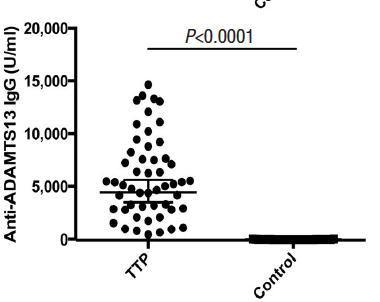 20,000
P<0.0001
15,000
10,000
5,000
0
Anti-ADAMTS13 IgG (U/ml)
TTP
Control